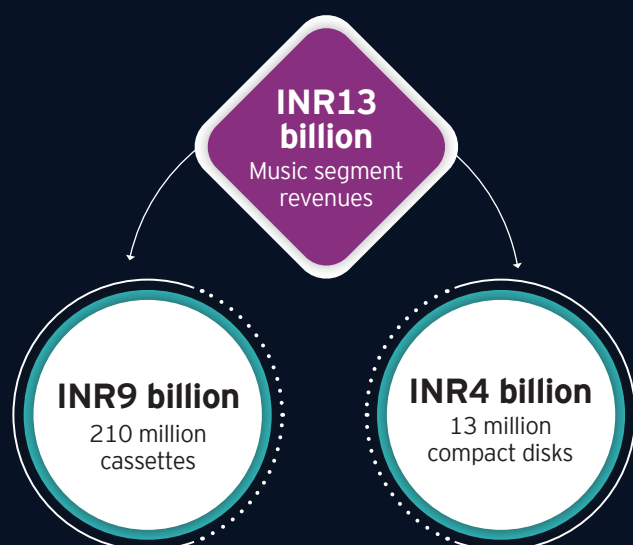 INR13
billion
Music segment
revenues
INR9 billion
210 million
cassettes
INR4 billion
13 million
compact disks